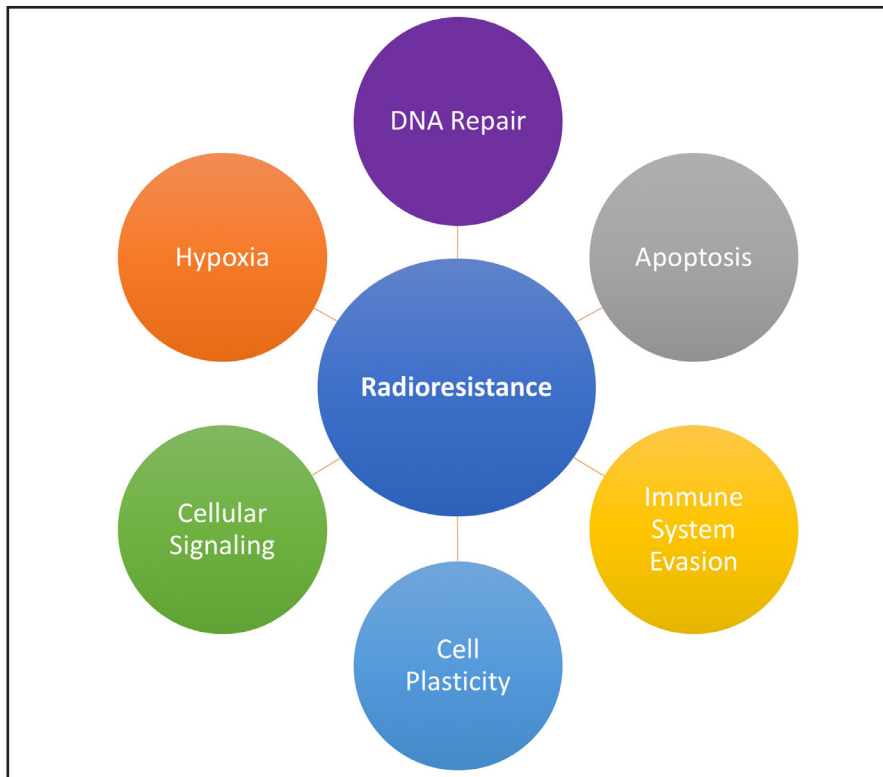 DNA Repair
Hypoxia
Apoptosis
Radioresistance
Cellular
Signaling
Immune
System
Evasion
Cell
Plasticity